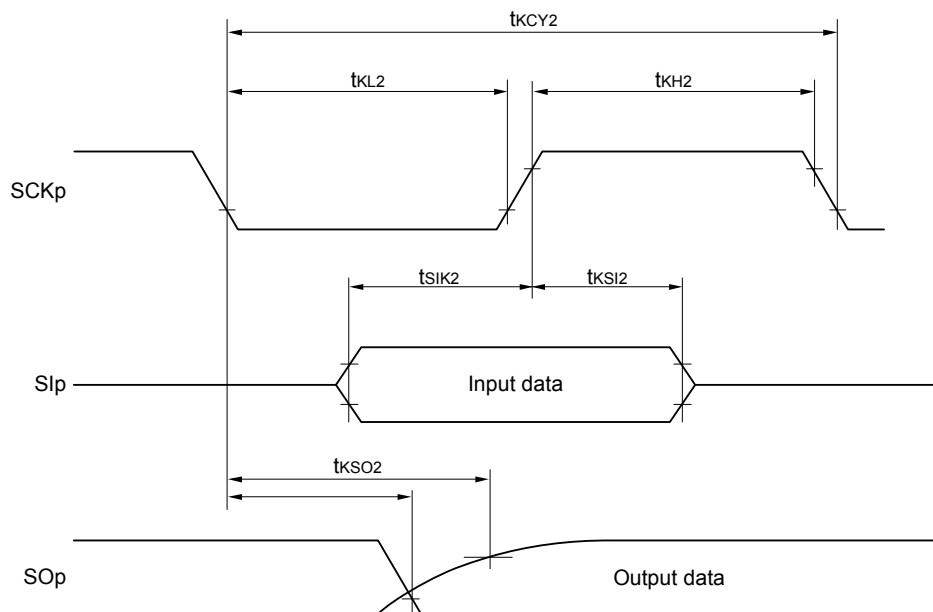 tKCY2
tKL2
tKH2
SCKp
tSIK2
tKSI2
SIp
Input data
tKSO2
SOp
Output data